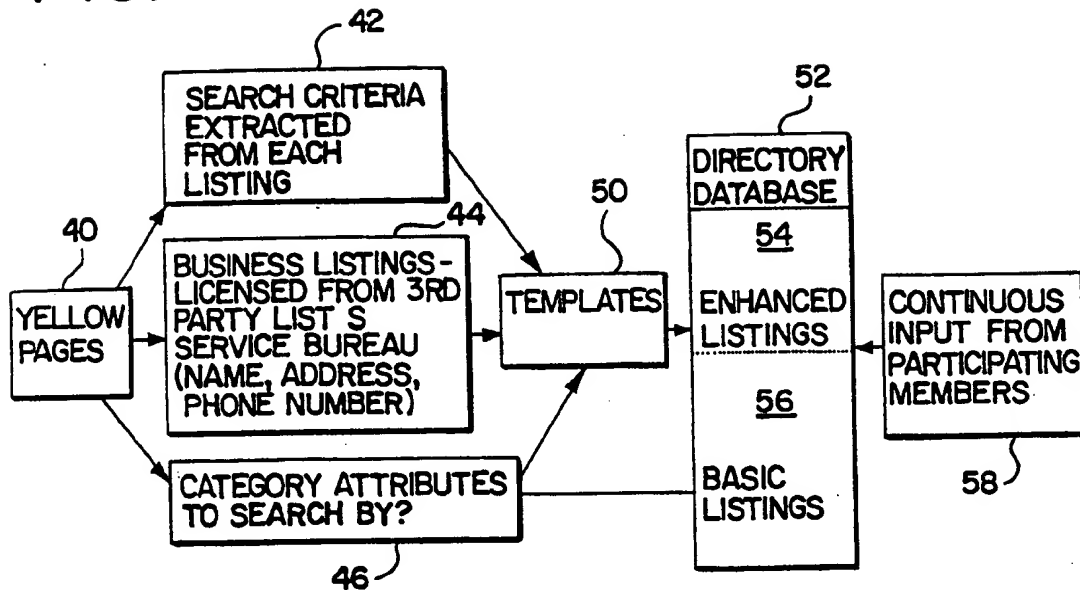 42
SEARCH CRITERIA
EXTRACTED
FROM EACH
LISTING
40
YELLOW
PAGES
44
BUSINESS LISTINGS-
LICENSED FROM 3RD
PARTY LIST S
SERVICE BUREAU
(NAME, ADDRESS,
PHONE NUMBER)
CATEGORY ATTRIBUTES
TO SEARCH BY?
46
50
TEMPLATES
52
DIRECTORY
DATABASE
54
ENHANCED
LISTINGS
56
BASIC
LISTINGS
CONTINUOUS
INPUT FROM
PARTICIPATING
MEMBERS
58